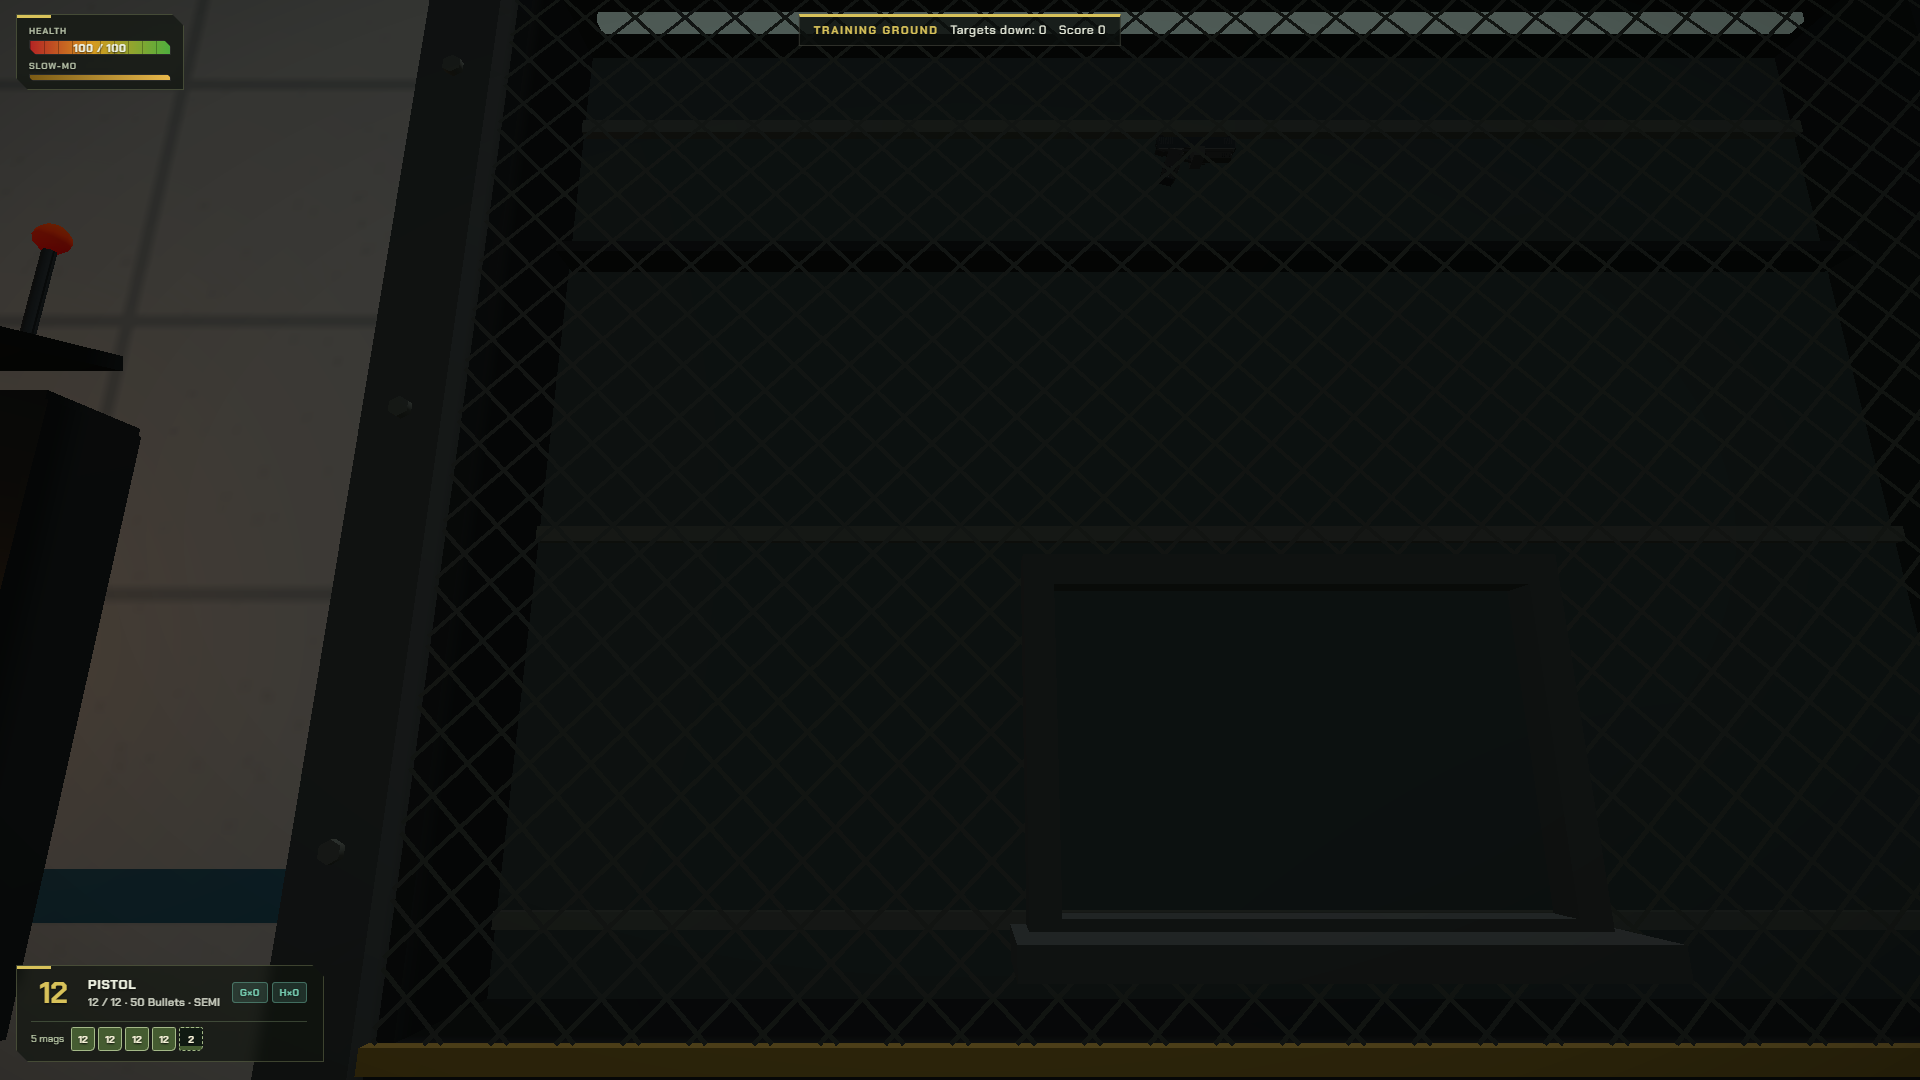 HEALTH
100 / 100
SLOW-MO
TRAINING GROUND Targets down: 0 Score 0
12 PISTOL
12 / 12 · 50 Bullets · SEMI G×0 H×0
5 mags 12 12 12 12 2